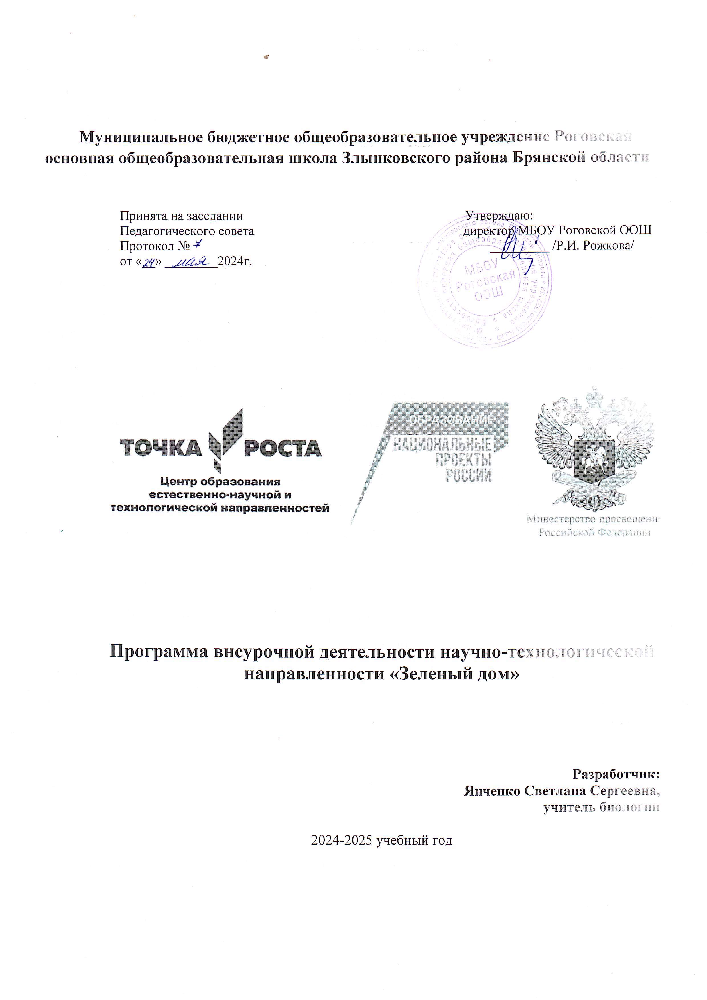 Муниципальное бюджетное общеобразовательное учреждение Роговская
основная общеобразовательная школа Злынковского района Брянской области
Принята на заседании
Педагогического совета
Протокол № 7
от «24» мая 2024г.
Утверждаю:
директор МБОУ Роговской ООШ
/Р.И. Рожкова/
МБОУ
Роговская
ООШ
ТОЧКА РОСТА
Центр образования
естественно-научной и
технологической направленностей
ОБРАЗОВАНИЕ
НАЦИОНАЛЬНЫЕ
ПРОЕКТЫ
РОССИИ
Минестерство просвещени
Российской Федерации
Программа внеурочной деятельности научно-технологической
направленности «Зеленый дом»
Разработчик:
Янченко Светлана Сергеевна,
учитель биологии
2024-2025 учебный год